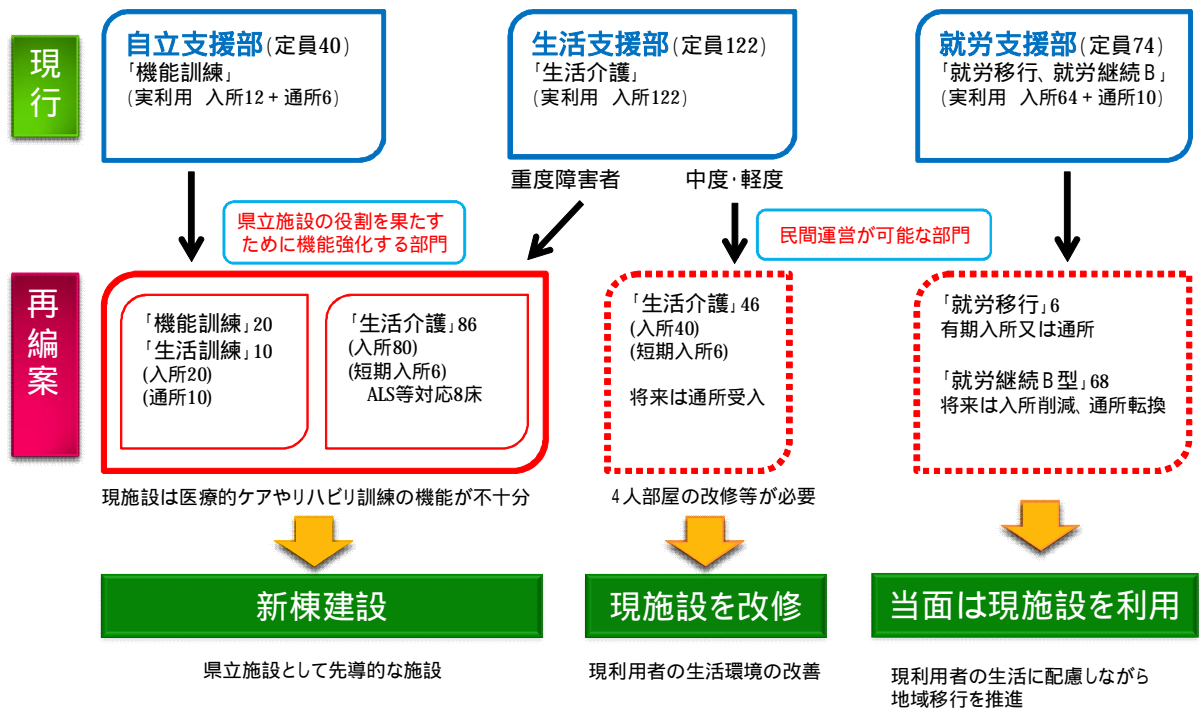 現行
自立支援部(定員40)
「機能訓練」
(実利用 入所12+通所6)
生活支援部(定員122)
「生活介護」
(実利用 入所122)
就労支援部(定員74)
「就労移行、就労継続B」
(実利用 入所64+通所10)
重度障害者
中度・軽度
県立施設の役割を果たす
ために機能強化する部門
民間運営が可能な部門
再編案
「機能訓練」20
「生活訓練」10
(入所20)
(通所10)
「生活介護」86
(入所80)
(短期入所6)
ALS等対応8床
「生活介護」46
(入所40)
(短期入所6)
将来は通所受入
「就労移行」6
有期入所又は通所
「就労継続B型」68
将来は入所削減、通所転換
現施設は医療的ケアやリハビリ訓練の機能が不十分
4人部屋の改修等が必要
新棟建設
現施設を改修
当面は現施設を利用
県立施設として先導的な施設
現利用者の生活環境の改善
現利用者の生活に配慮しながら
地域移行を推進